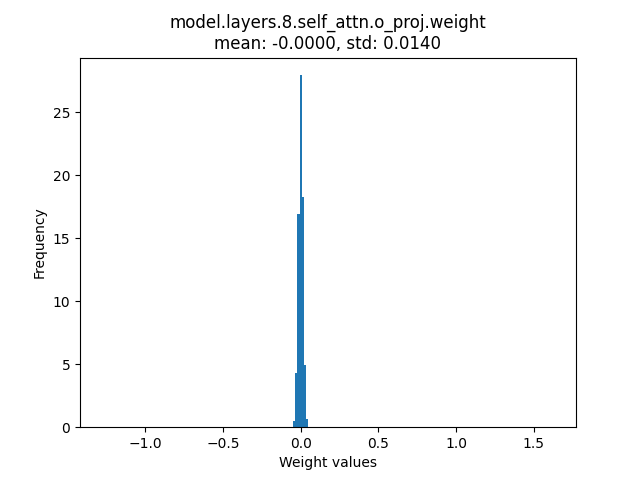 model.layers.8.self_attn.o_proj.weight
mean: -0.0000, std: 0.0140
25
20
15
10
5
0
Frequency
−1.0 −0.5 0.0 0.5 1.0 1.5
Weight values